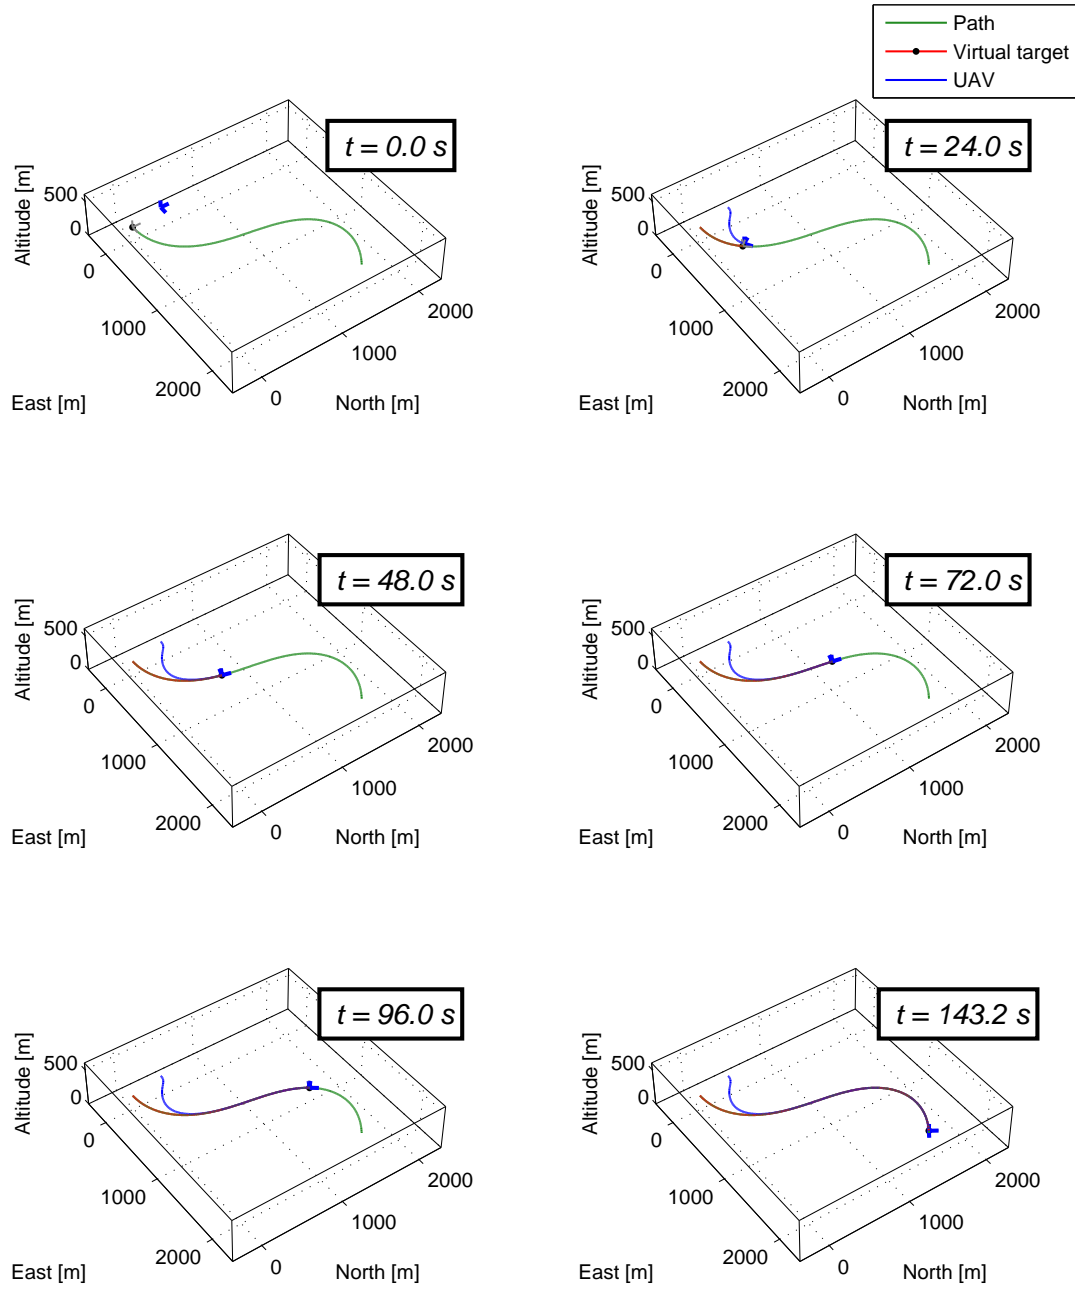 Path
Virtual target
UAV
t = 0.0 s
Altitude [m]
500
0
0
1000
2000
East [m]
0
1000
2000
North [m]
t = 24.0 s
Altitude [m]
500
0
0
1000
2000
East [m]
0
1000
2000
North [m]
t = 48.0 s
Altitude [m]
500
0
0
1000
2000
East [m]
0
1000
2000
North [m]
t = 72.0 s
Altitude [m]
500
0
0
1000
2000
East [m]
0
1000
2000
North [m]
t = 96.0 s
Altitude [m]
500
0
0
1000
2000
East [m]
0
1000
2000
North [m]
t = 143.2 s
Altitude [m]
500
0
0
1000
2000
East [m]
0
1000
2000
North [m]